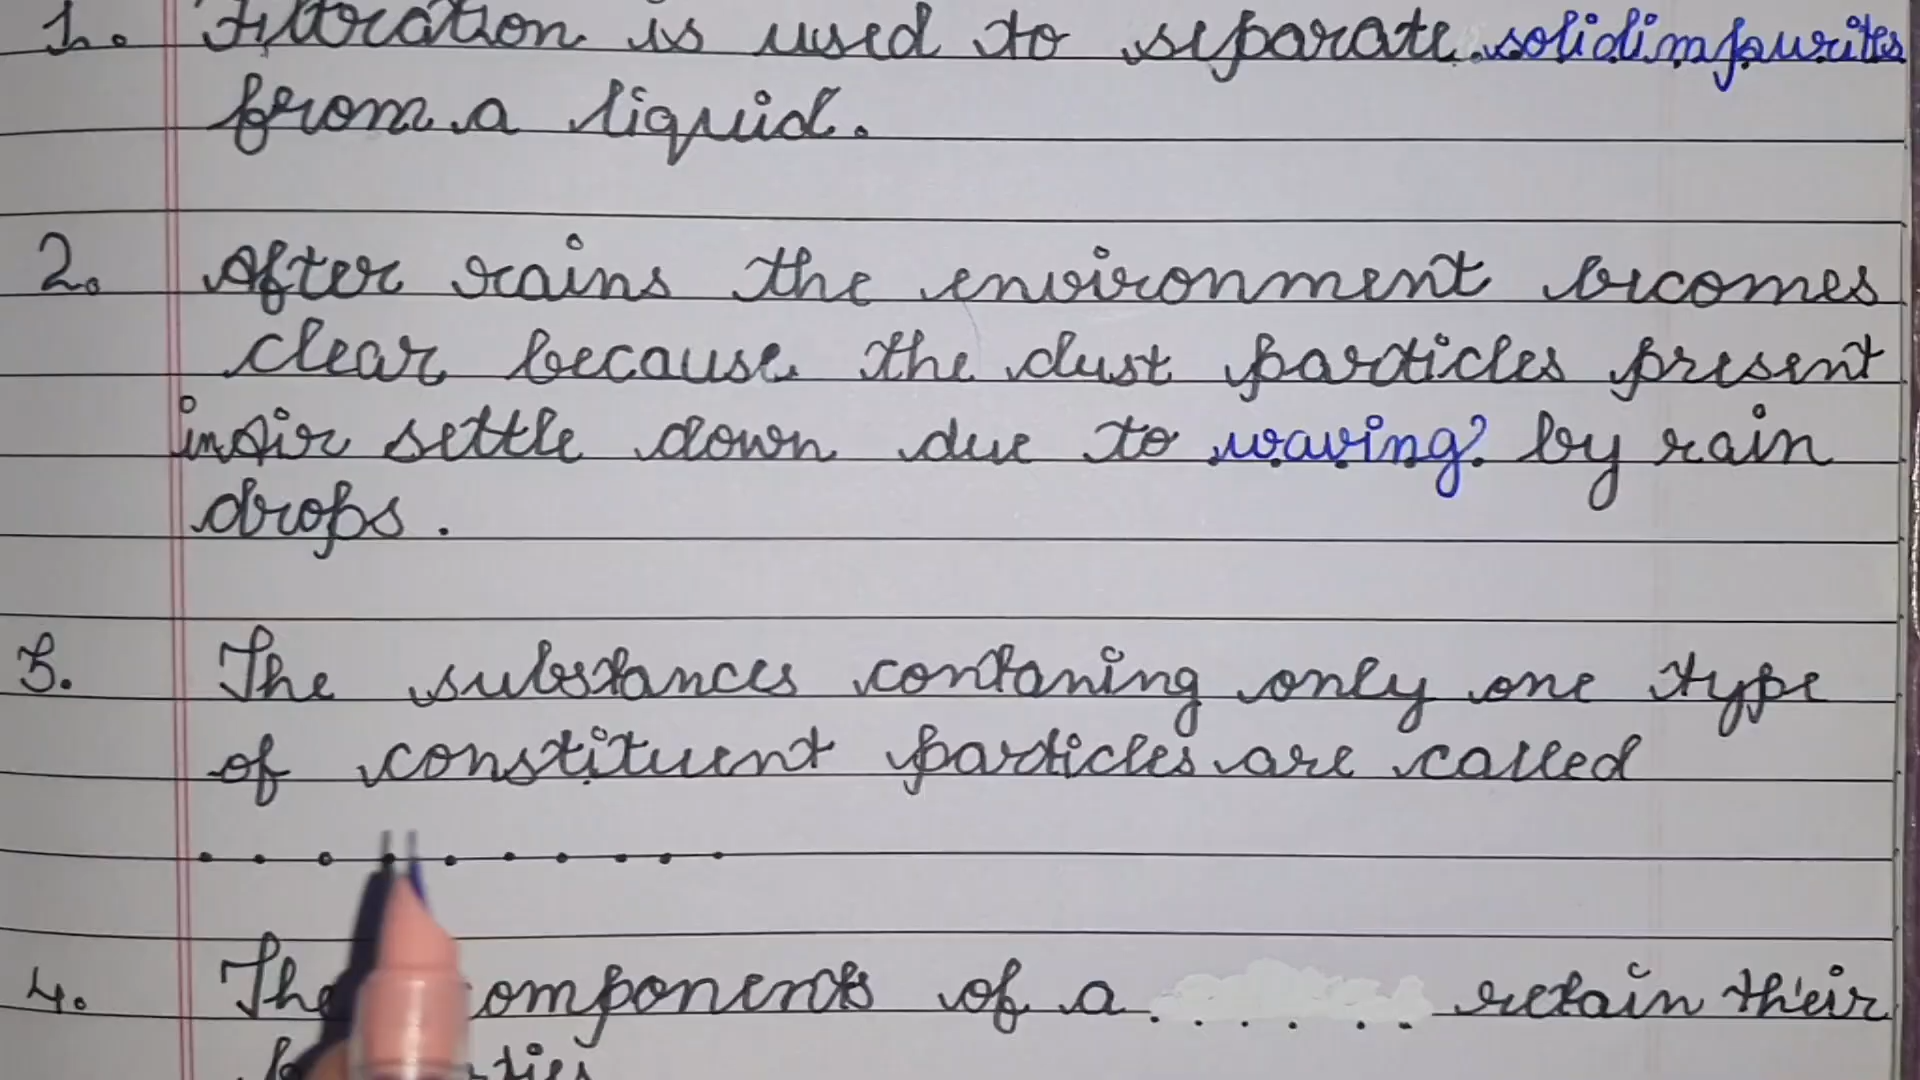 1. Filtration is used to separate solid impurites
from a liquid.
2. After rains the environment becomes
clear because the dust particles present
in air settle down due to waving? by rain
drops.
3. The substances contaning only one type
of constituent particles are called
..........
4. The components of a ...... retain their